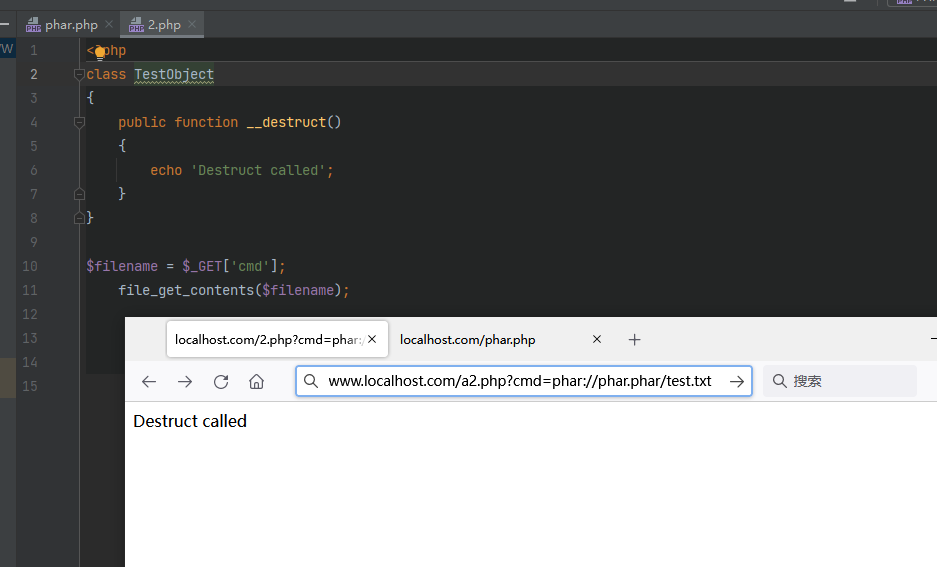 phar.php
2.php
W
1 <?php
2 class TestObject
3 {
4 public function __destruct()
5 {
6 echo 'Destruct called';
7 }
8 }
9
10 $filename = $_GET['cmd'];
11 file_get_contents($filename);
12
13
14
15
localhost.com/2.php?cmd=phar:/
localhost.com/phar.php
www.localhost.com/a2.php?cmd=phar://phar.phar/test.txt
搜索
Destruct called